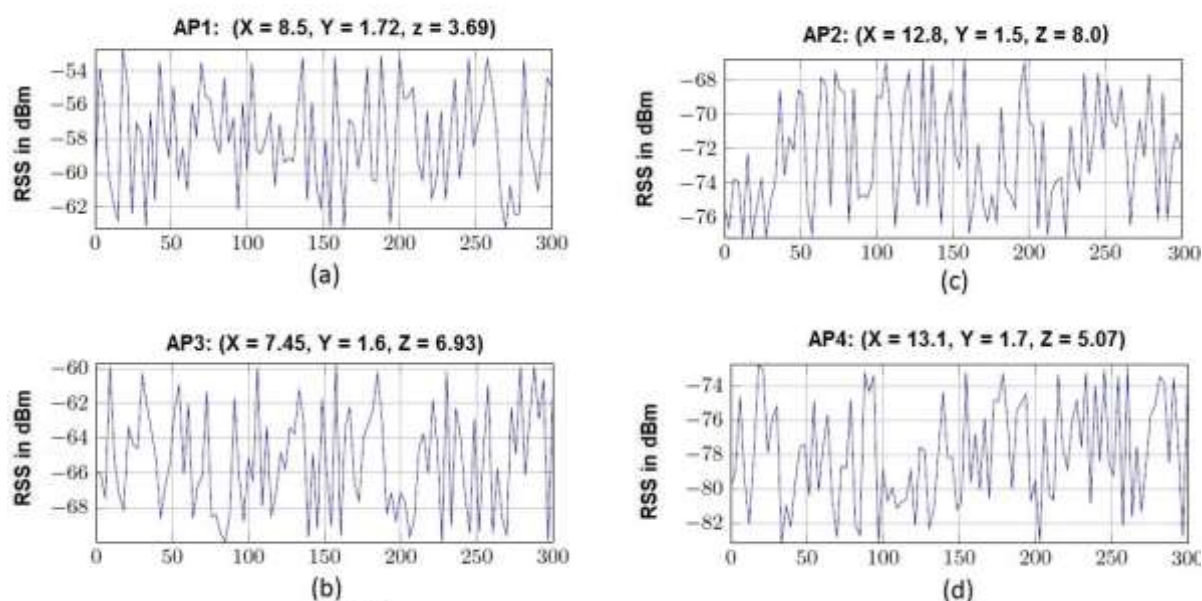 AP1: (X = 8.5, Y = 1.72, z = 3.69)
RSS in dBm
−54
−56
−58
−60
−62
0 50 100 150 200 250 300
(a)
AP2: (X = 12.8, Y = 1.5, Z = 8.0)
RSS in dBm
−68
−70
−72
−74
−76
0 50 100 150 200 250 300
(c)
AP3: (X = 7.45, Y = 1.6, Z = 6.93)
RSS in dBm
−60
−62
−64
−66
−68
0 50 100 150 200 250 300
(b)
AP4: (X = 13.1, Y = 1.7, Z = 5.07)
RSS in dBm
−74
−76
−78
−80
−82
0 50 100 150 200 250 300
(d)